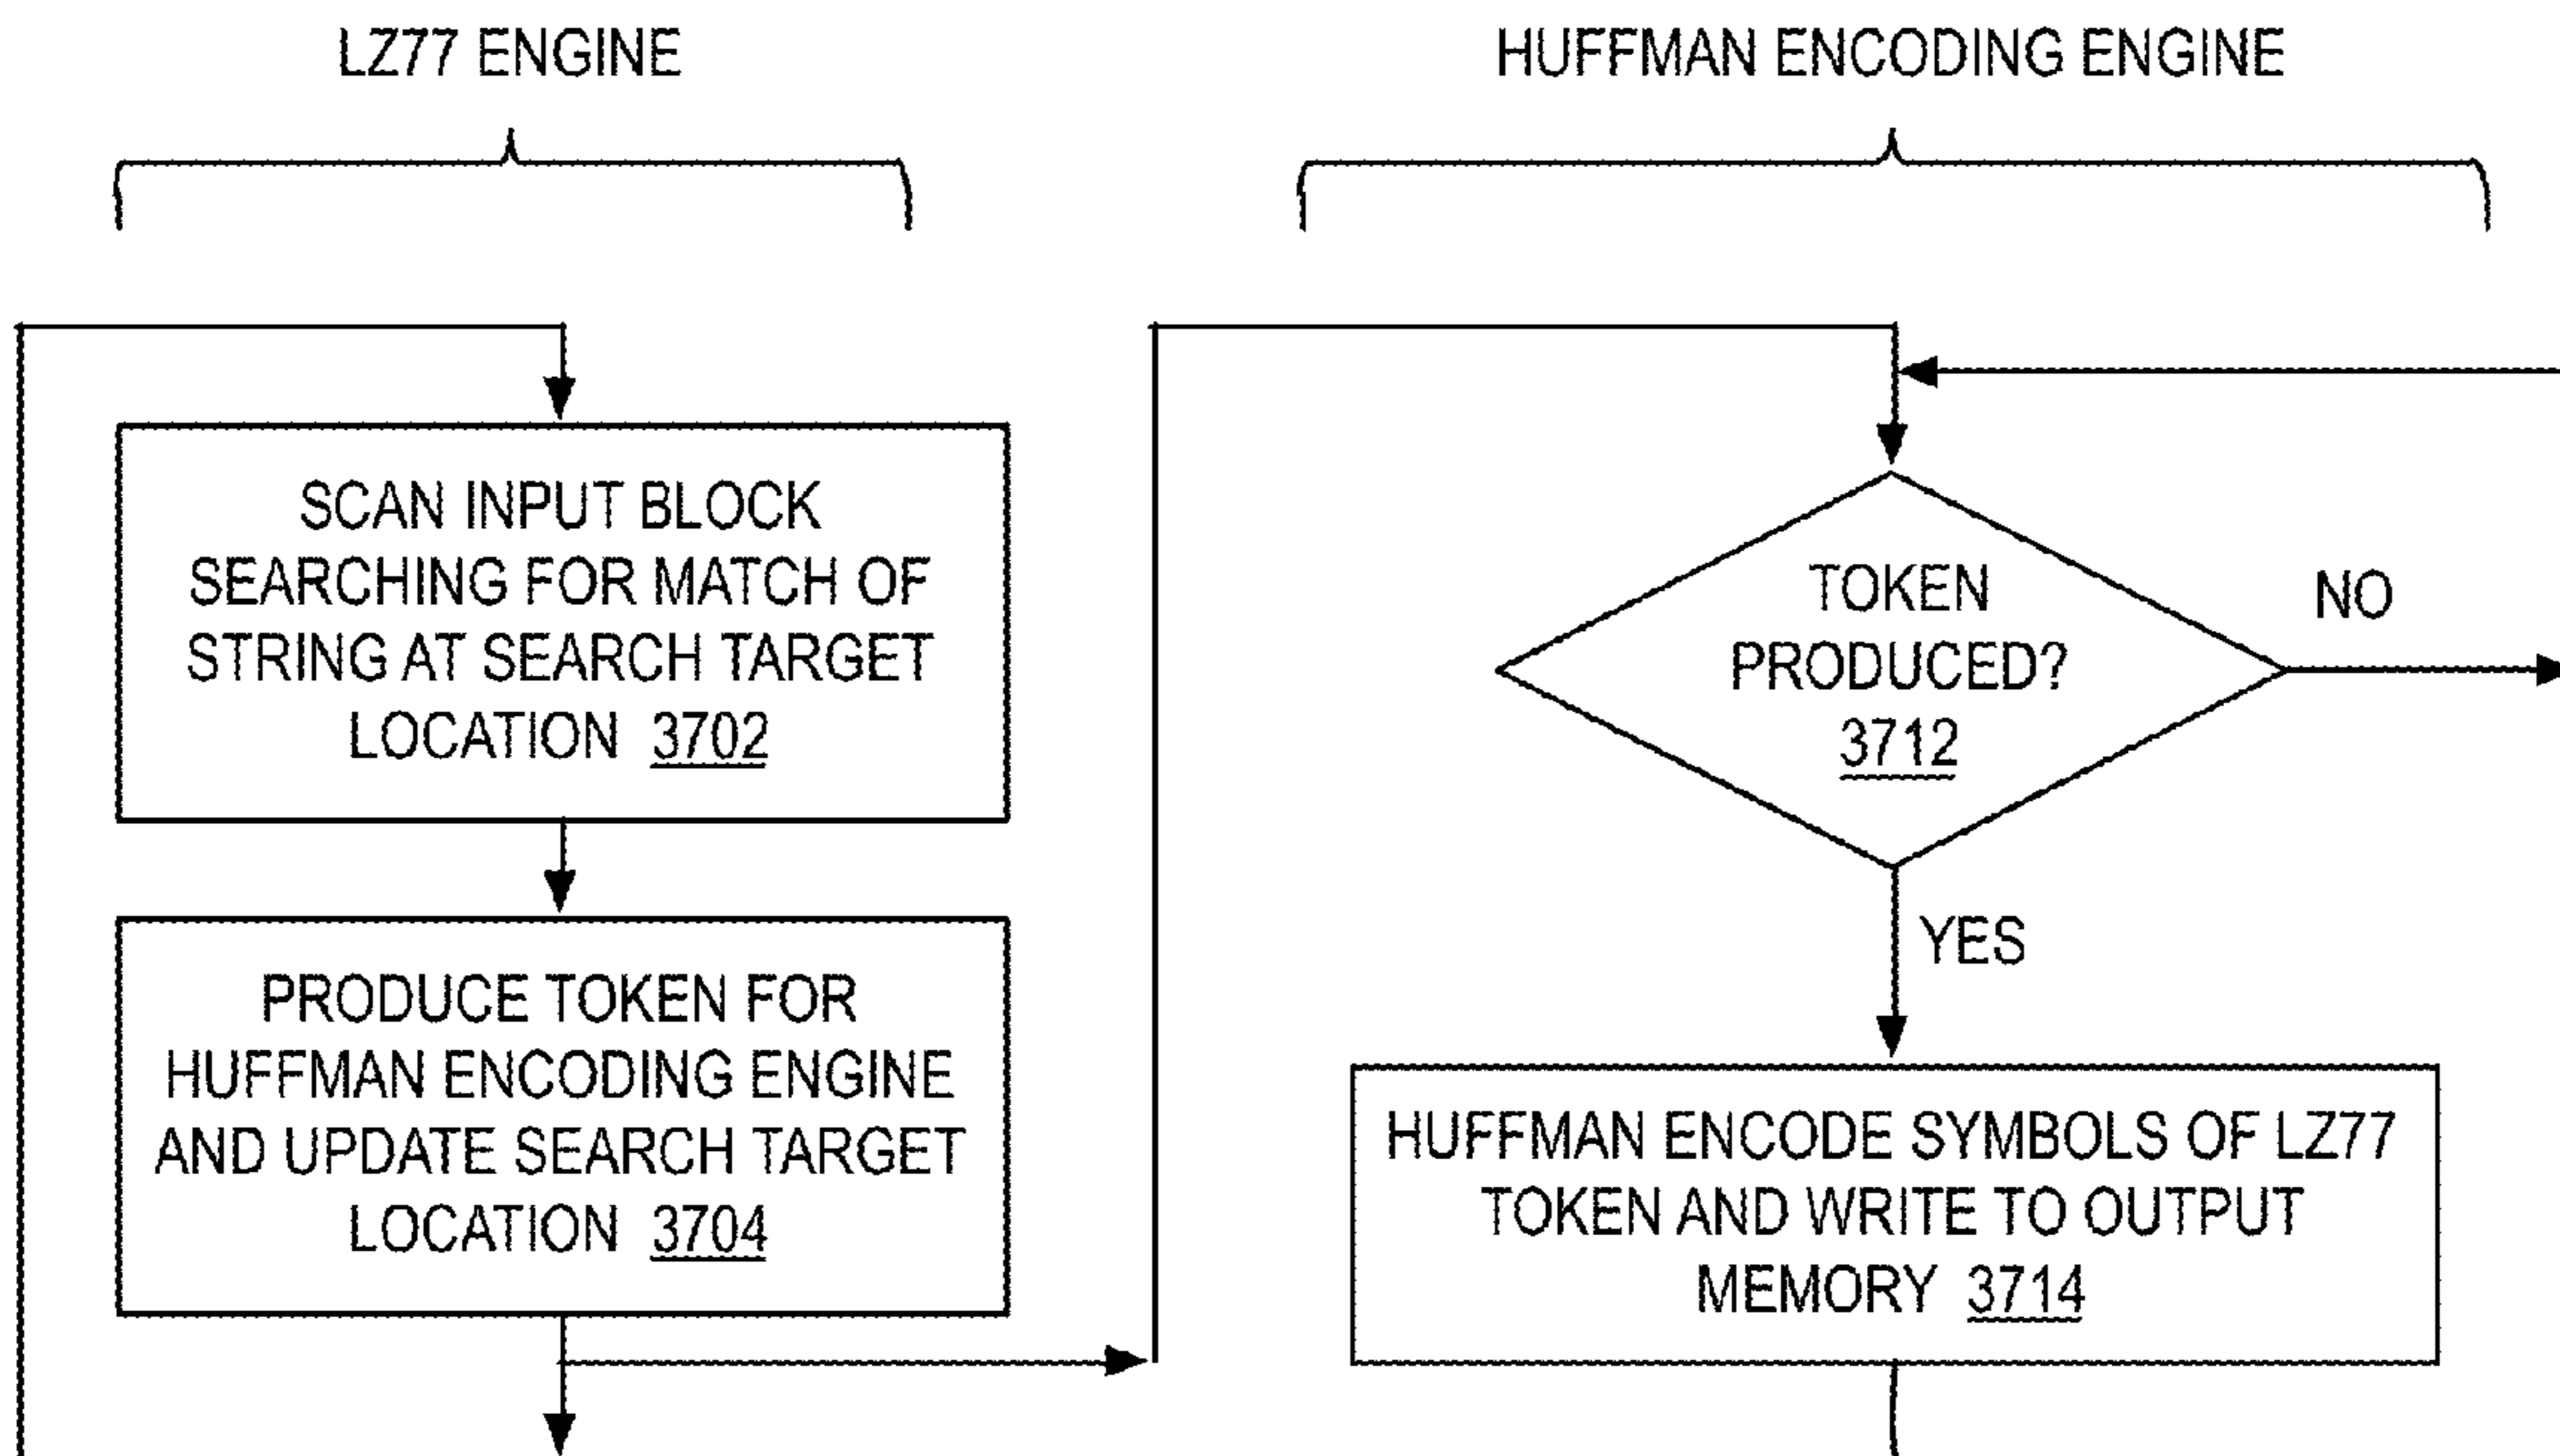 LZ77 ENGINE
SCAN INPUT BLOCK
SEARCHING FOR MATCH OF
STRING AT SEARCH TARGET
LOCATION 3702
PRODUCE TOKEN FOR
HUFFMAN ENCODING ENGINE
AND UPDATE SEARCH TARGET
LOCATION 3704
HUFFMAN ENCODING ENGINE
TOKEN
PRODUCED?
3712
NO
YES
HUFFMAN ENCODE SYMBOLS OF LZ77
TOKEN AND WRITE TO OUTPUT
MEMORY 3714